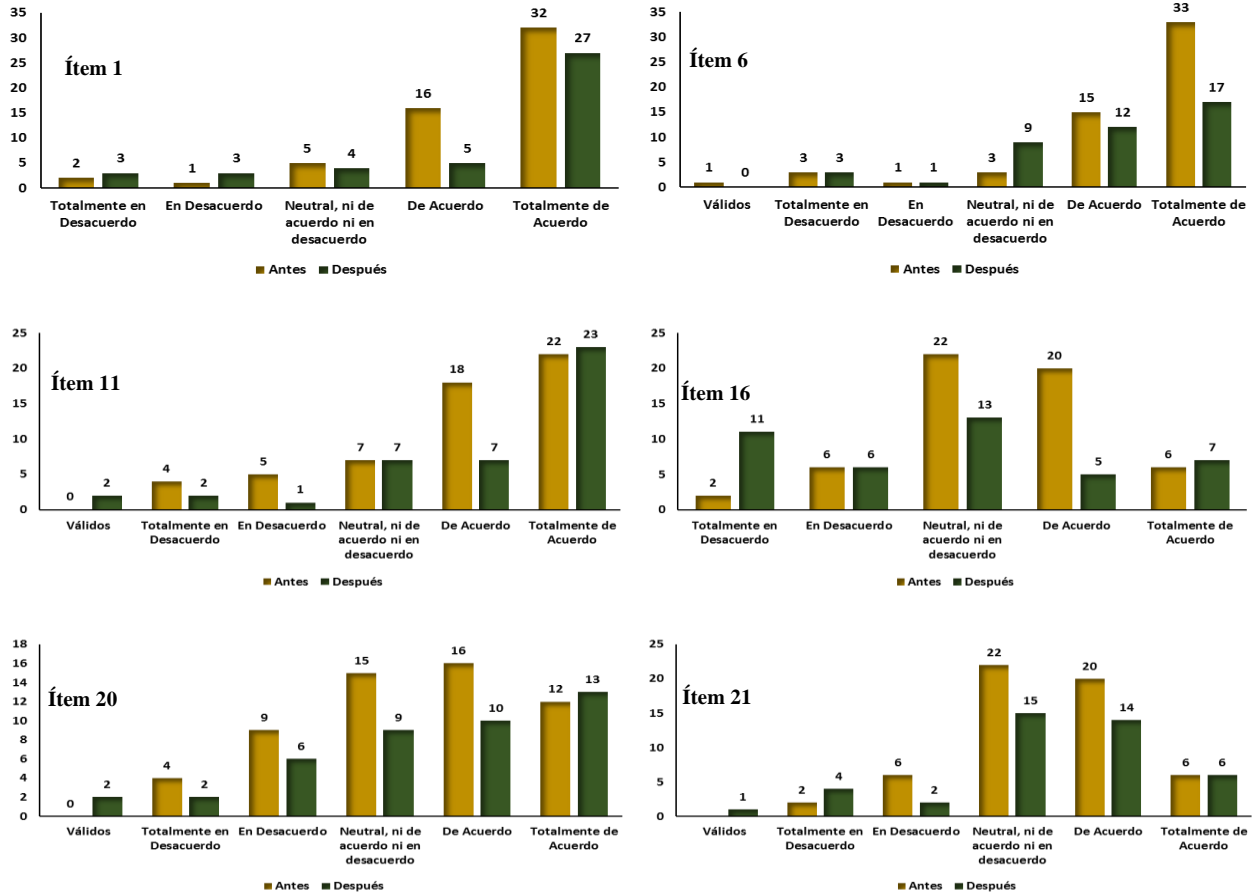 35
30
25
20
15
10
5
0
Ítem 1
2
3
1
3
5
4
16
5
32
27
Totalmente en
Desacuerdo
En Desacuerdo
Neutral, ni de
acuerdo ni en
desacuerdo
De Acuerdo
Totalmente de
Acuerdo
Antes Después
35
30
25
20
15
10
5
0
Ítem 6
1
0
3
3
1
1
3
9
15
12
33
17
Válidos
Totalmente en
Desacuerdo
En
Desacuerdo
Neutral, ni de
acuerdo ni en
desacuerdo
De Acuerdo
Totalmente de
Acuerdo
Antes Después
25
20
15
10
5
0
Ítem 11
0
2
4
2
5
1
7
7
18
7
22
23
Válidos
Totalmente en
Desacuerdo
En Desacuerdo
Neutral, ni de
acuerdo ni en
desacuerdo
De Acuerdo
Totalmente de
Acuerdo
Antes Después
25
20
15
10
5
0
Ítem 16
2
11
6
6
22
13
20
5
6
7
Totalmente en
Desacuerdo
En Desacuerdo
Neutral, ni de
acuerdo ni en
desacuerdo
De Acuerdo
Totalmente de
Acuerdo
Antes Después
18
16
14
12
10
8
6
4
2
0
Ítem 20
0
2
4
2
9
6
15
9
16
10
12
13
Válidos
Totalmente en
Desacuerdo
En Desacuerdo
Neutral, ni de
acuerdo ni en
desacuerdo
De Acuerdo
Totalmente de
Acuerdo
Antes Después
25
20
15
10
5
0
Ítem 21
1
2
4
6
2
22
15
20
14
6
6
Válidos
Totalmente en
Desacuerdo
En Desacuerdo
Neutral, ni de
acuerdo ni en
desacuerdo
De Acuerdo
Totalmente de
Acuerdo
Antes Después